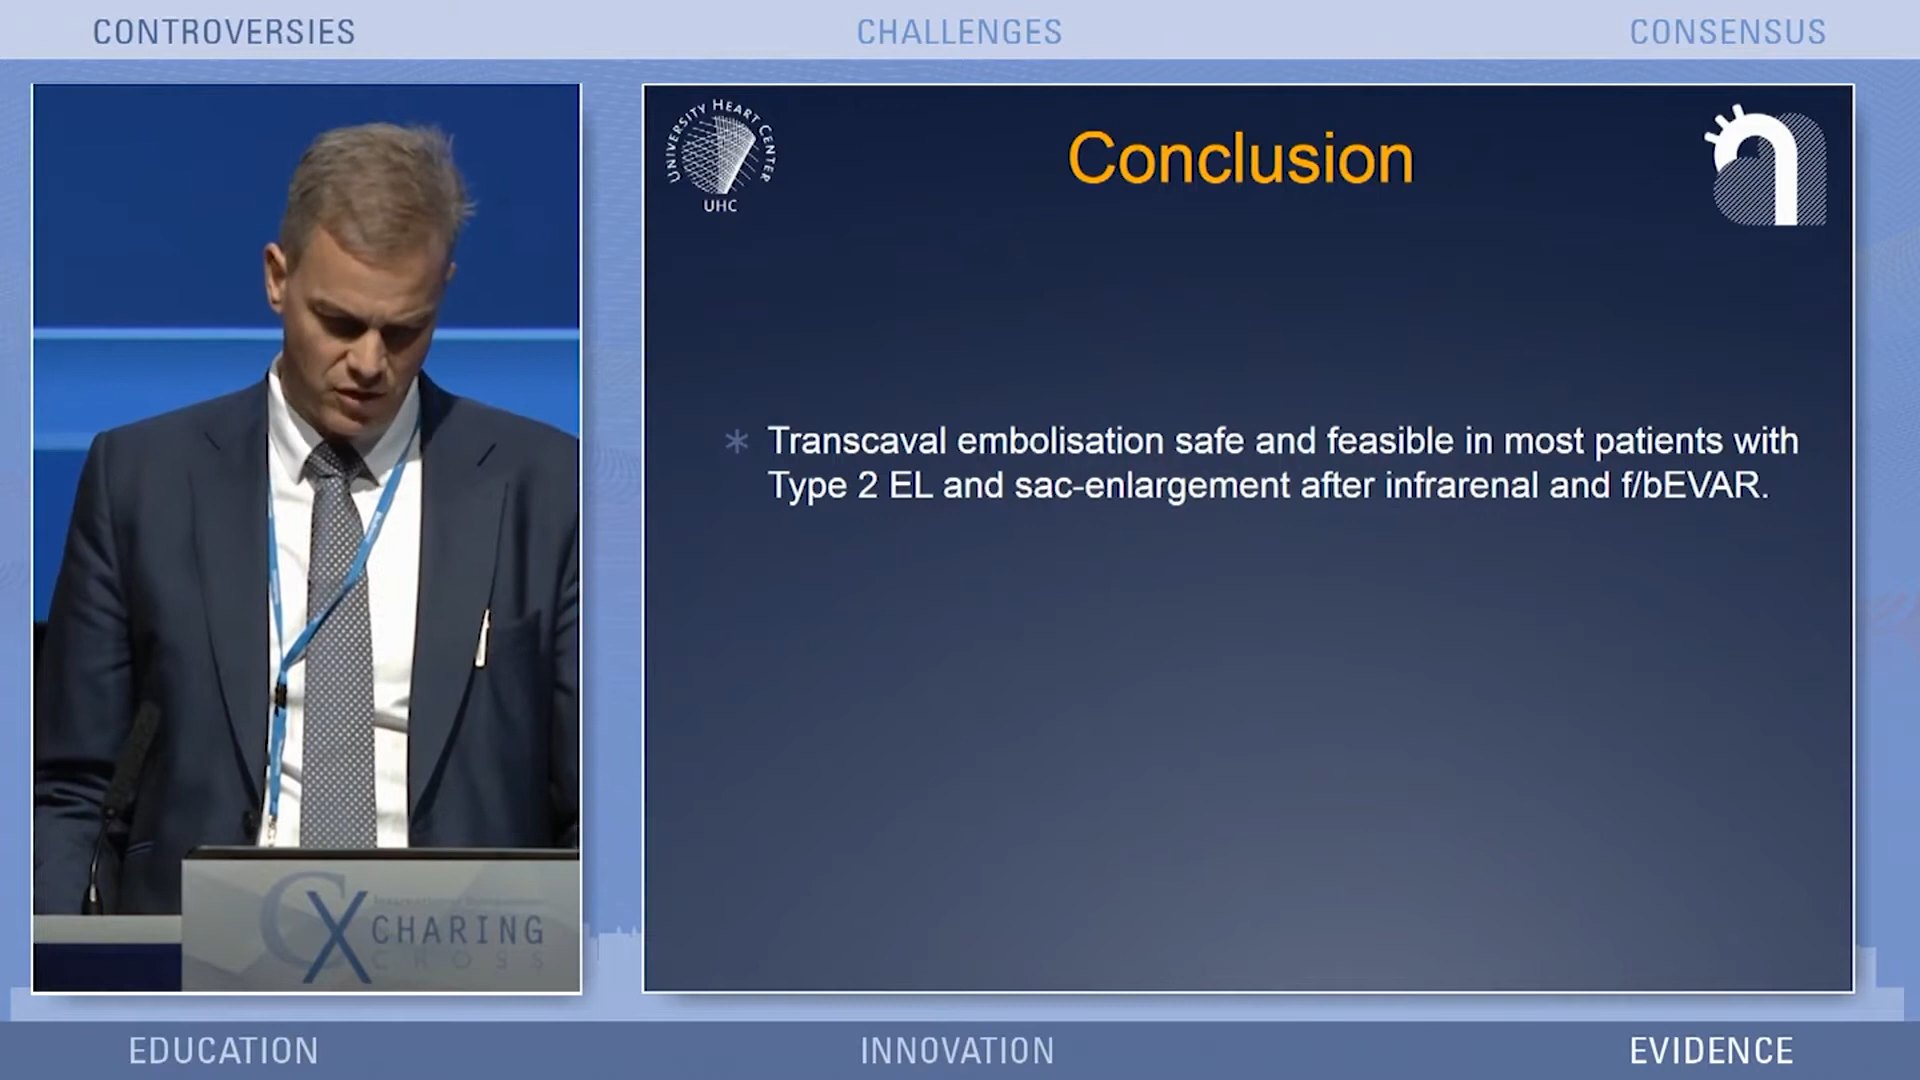 CONTROVERSIES CHALLENGES CONSENSUS
UNIVERSITY HEART CENTER
UHC
Conclusion
* Transcaval embolisation safe and feasible in most patients with
Type 2 EL and sac-enlargement after infrarenal and f/bEVAR.
CX
CHARING
CROSS
EDUCATION INNOVATION EVIDENCE